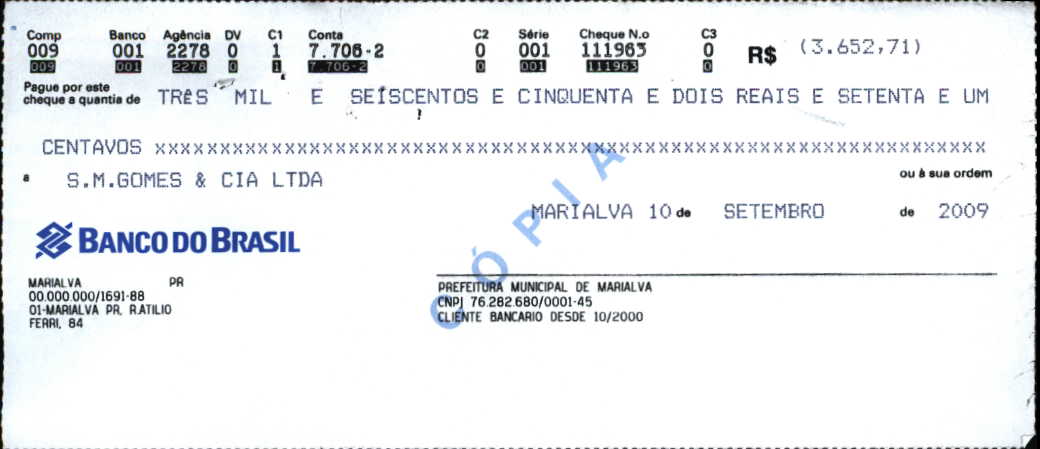 Comp Banco Agência DV C1 Conta C2 Série Cheque N.o C3
009 001 2278 0 1 7.706-2 0 001 111963 0 R$ (3.652,71)
009 001 2278 0 1 7.706-2 0 001 111963 0
Pague por este
cheque a quantia de TRÊS MIL E SEISCENTOS E CINQUENTA E DOIS REAIS E SETENTA E UM
CENTAVOS XXXXXXXXXXXXXXXXXXXXXXXXXXXXXXXXXXXXXXXXXXXXXXXXXXXXXXXXXXXXXXXXXXXXXXXXXXXXX
a S.M.GOMES & CIA LTDA ou à sua ordem
MARIALVA 10 de SETEMBRO de 2009
BANCO DO BRASIL
MARIALVA PR
00.000.000/1691-88
01-MARIALVA PR. R.ATILIO
FERRI, 84
PREFEITURA MUNICIPAL DE MARIALVA
CNPJ 76.282.680/0001-45
CLIENTE BANCARIO DESDE 10/2000
CÓPIA